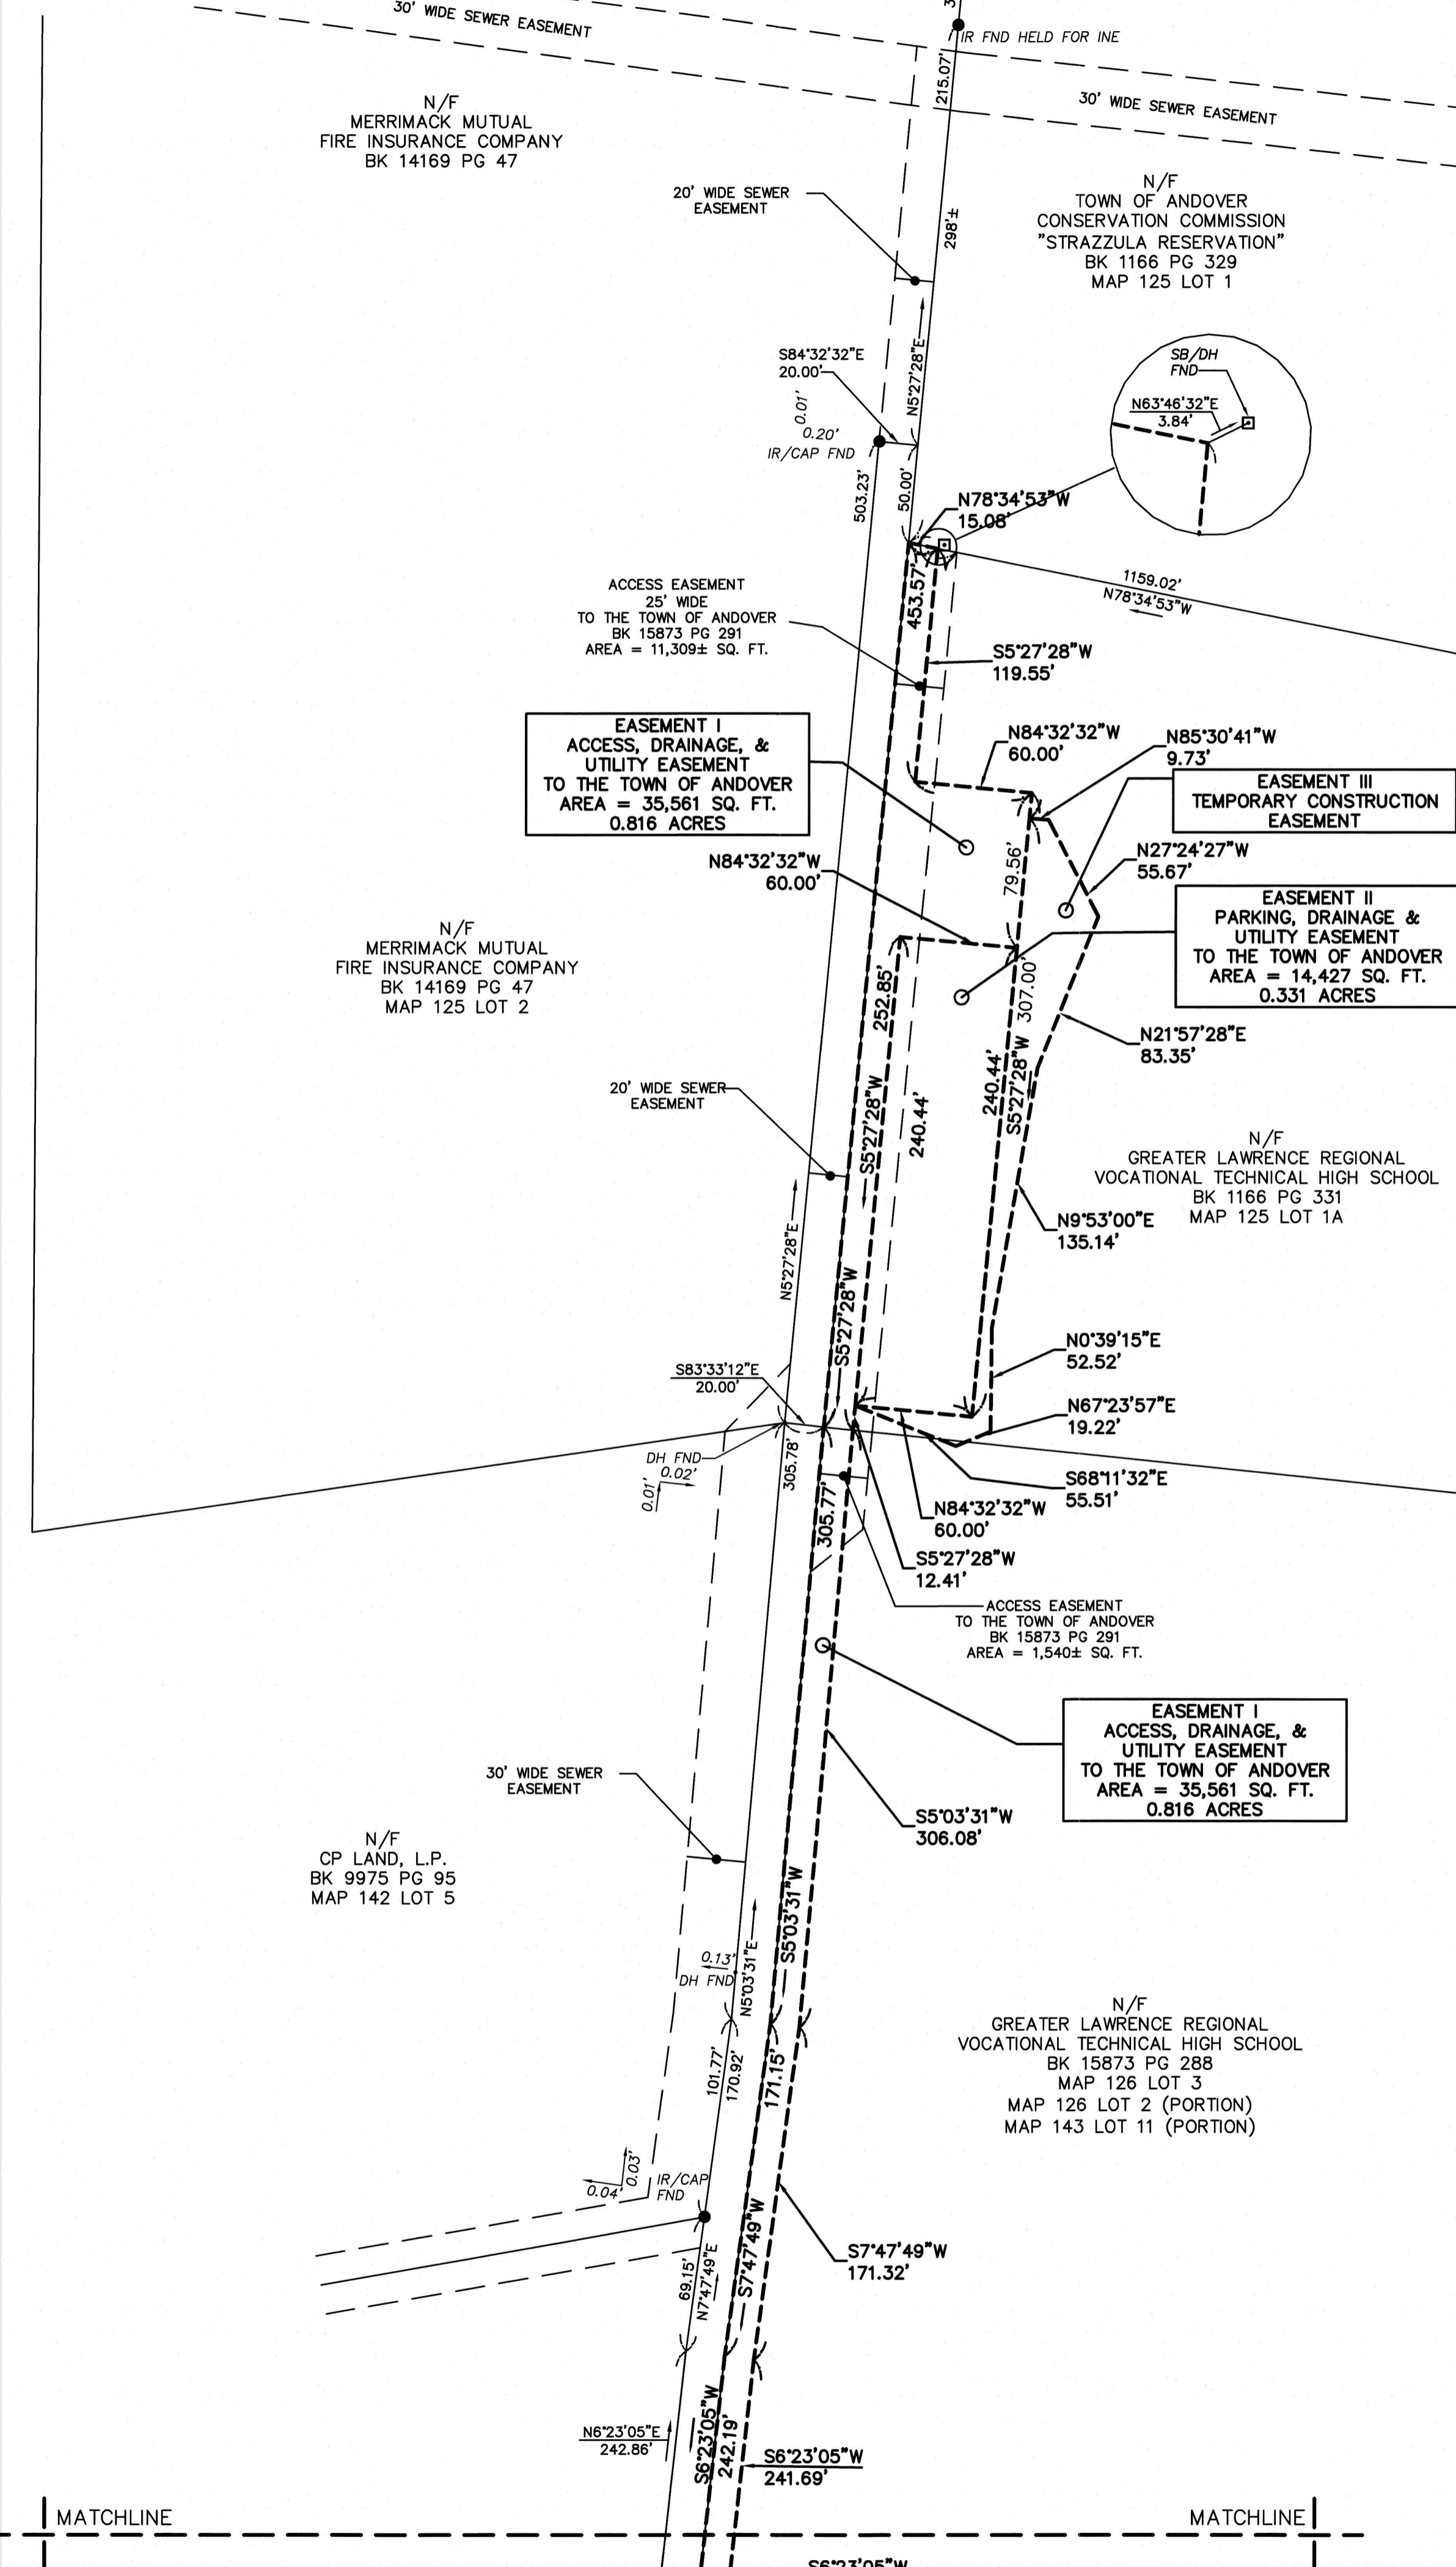 30' WIDE SEWER EASEMENT
IR FND HELD FOR INE
215.07'
30' WIDE SEWER EASEMENT
N/F
MERRIMACK MUTUAL
FIRE INSURANCE COMPANY
BK 14169 PG 47
20' WIDE SEWER
EASEMENT
298'±
N/F
TOWN OF ANDOVER
CONSERVATION COMMISSION
"STRAZZULA RESERVATION"
BK 1166 PG 329
MAP 125 LOT 1
S84°32'32"E
20.00'
N5°27'28"E
0.01'
0.20'
IR/CAP FND
SB/DH
FND
N63°46'32"E
3.84'
503.23'
50.00'
N78°34'53"W
15.08'
1159.02'
N78°34'53"W
453.57'
ACCESS EASEMENT
25' WIDE
TO THE TOWN OF ANDOVER
BK 15873 PG 291
AREA = 11,309± SQ. FT.
S5°27'28"W
119.55'
EASEMENT I
ACCESS, DRAINAGE, &
UTILITY EASEMENT
TO THE TOWN OF ANDOVER
AREA = 35,561 SQ. FT.
0.816 ACRES
N84°32'32"W
60.00'
N85°30'41"W
9.73'
EASEMENT III
TEMPORARY CONSTRUCTION
EASEMENT
N84°32'32"W
60.00'
79.56'
N27°24'27"W
55.67'
EASEMENT II
PARKING, DRAINAGE &
UTILITY EASEMENT
TO THE TOWN OF ANDOVER
AREA = 14,427 SQ. FT.
0.331 ACRES
N/F
MERRIMACK MUTUAL
FIRE INSURANCE COMPANY
BK 14169 PG 47
MAP 125 LOT 2
252.85'
307.00'
N21°57'28"E
83.35'
20' WIDE SEWER
EASEMENT
S5°27'28"W
240.44'
240.44'
S5°27'28"W
N/F
GREATER LAWRENCE REGIONAL
VOCATIONAL TECHNICAL HIGH SCHOOL
BK 1166 PG 331
MAP 125 LOT 1A
N9°53'00"E
135.14'
N5°27'28"E
S5°27'28"W
S83°33'12"E
20.00'
N0°39'15"E
52.52'
N67°23'57"E
19.22'
DH FND
0.02'
0.01'
305.78'
305.77'
S68°11'32"E
55.51'
N84°32'32"W
60.00'
S5°27'28"W
12.41'
ACCESS EASEMENT
TO THE TOWN OF ANDOVER
BK 15873 PG 291
AREA = 1,540± SQ. FT.
EASEMENT I
ACCESS, DRAINAGE, &
UTILITY EASEMENT
TO THE TOWN OF ANDOVER
AREA = 35,561 SQ. FT.
0.816 ACRES
30' WIDE SEWER
EASEMENT
S5°03'31"W
306.08'
N/F
CP LAND, L.P.
BK 9975 PG 95
MAP 142 LOT 5
S5°03'31"W
0.13'
DH FND
N5°03'31"E
N/F
GREATER LAWRENCE REGIONAL
VOCATIONAL TECHNICAL HIGH SCHOOL
BK 15873 PG 288
MAP 126 LOT 3
MAP 126 LOT 2 (PORTION)
MAP 143 LOT 11 (PORTION)
101.77'
170.92'
171.15'
0.03'
0.04'
IR/CAP
FND
S7°47'49"W
171.32'
69.15'
N7°47'49"E
S7°47'49"W
N6°23'05"E
242.86'
S6°23'05"W
242.19'
S6°23'05"W
241.69'
MATCHLINE
MATCHLINE
S6°23'05"W